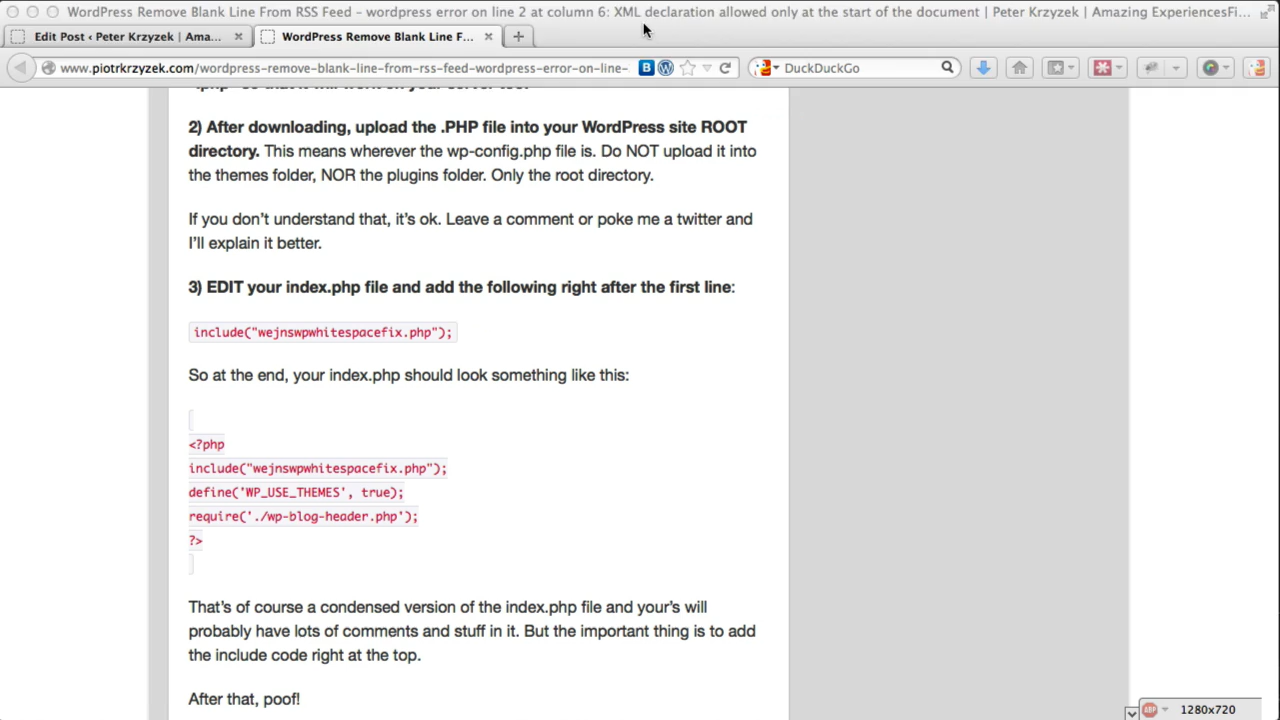 WordPress Remove Blank Line From RSS Feed - wordpress error on line 2 at column 6: XML declaration allowed only at the start of the document | Peter Krzyzek | Amazing ExperiencesFi...
Edit Post ‹ Peter Krzyzek | Ama...
WordPress Remove Blank Line F...
www.piotrkrzyzek.com/wordpress-remove-blank-line-from-rss-feed-wordpress-error-on-line-
DuckDuckGo
2) After downloading, upload the .PHP file into your WordPress site ROOT
directory. This means wherever the wp-config.php file is. Do NOT upload it into
the themes folder, NOR the plugins folder. Only the root directory.
If you don't understand that, it's ok. Leave a comment or poke me a twitter and
I'll explain it better.
3) EDIT your index.php file and add the following right after the first line:
include("wejnswpwhitespacefix.php");
So at the end, your index.php should look something like this:
<?php
include("wejnswpwhitespacefix.php");
define('WP_USE_THEMES', true);
require('./wp-blog-header.php');
?>
That's of course a condensed version of the index.php file and your's will
probably have lots of comments and stuff in it. But the important thing is to add
the include code right at the top.
After that, poof!
ABP
1280x720